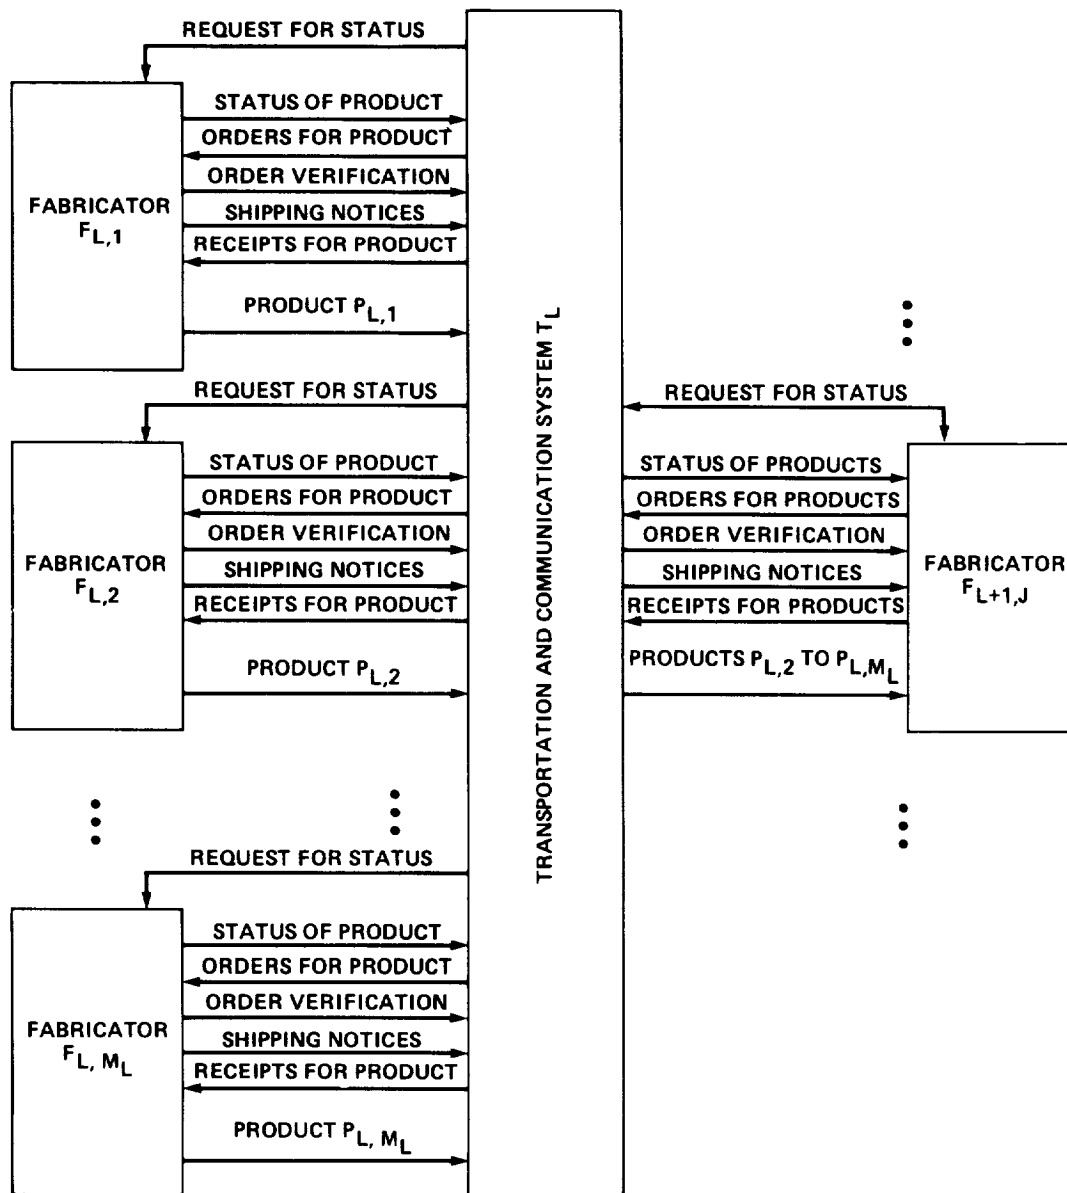 REQUEST FOR STATUS
STATUS OF PRODUCT
ORDERS FOR PRODUCT
ORDER VERIFICATION
SHIPPING NOTICES
RECEIPTS FOR PRODUCT
PRODUCT P_L,1
FABRICATOR
F_L,1
REQUEST FOR STATUS
STATUS OF PRODUCT
ORDERS FOR PRODUCT
ORDER VERIFICATION
SHIPPING NOTICES
RECEIPTS FOR PRODUCT
PRODUCT P_L,2
FABRICATOR
F_L,2
REQUEST FOR STATUS
STATUS OF PRODUCT
ORDERS FOR PRODUCT
ORDER VERIFICATION
SHIPPING NOTICES
RECEIPTS FOR PRODUCT
PRODUCT P_L, M_L
FABRICATOR
F_L, M_L
TRANSPORTATION AND COMMUNICATION SYSTEM T_L
REQUEST FOR STATUS
STATUS OF PRODUCTS
ORDERS FOR PRODUCTS
ORDER VERIFICATION
SHIPPING NOTICES
RECEIPTS FOR PRODUCTS
PRODUCTS P_L,2 TO P_L,M_L
FABRICATOR
F_L+1,J